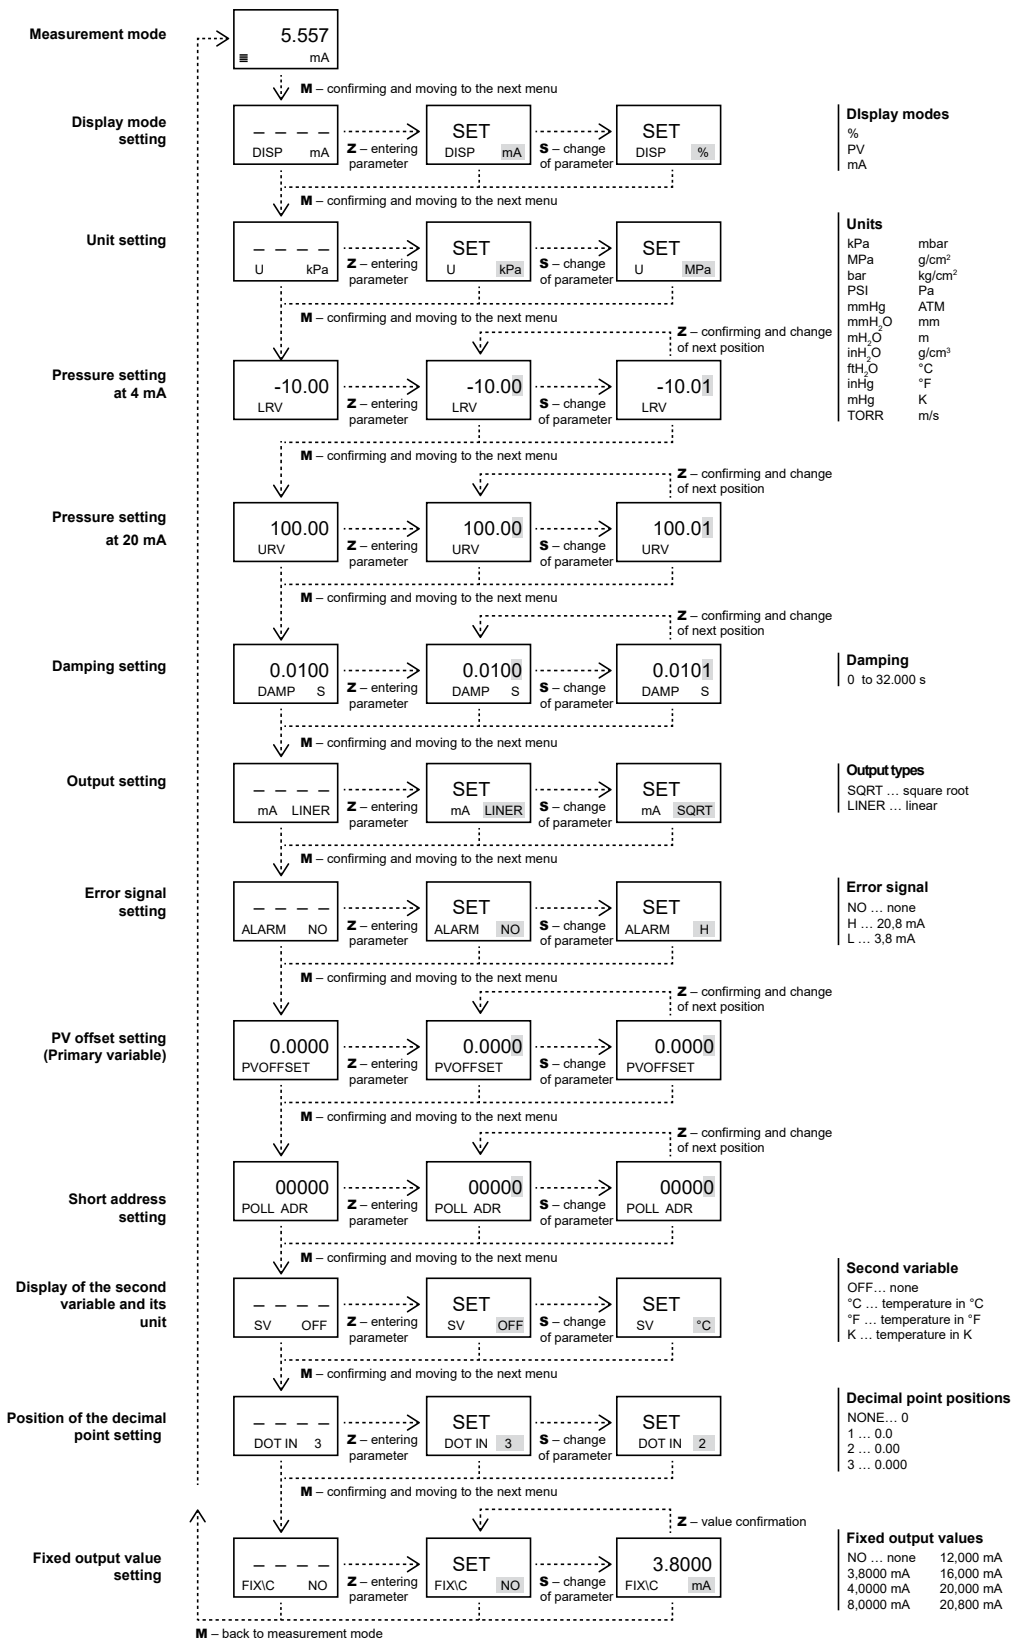 Measurement mode
5.557
≡ mA
M – confirming and moving to the next menu
Display mode
setting
– – – –
DISP mA
Z – entering
parameter
SET
DISP mA
S – change
of parameter
SET
DISP %
DIsplay modes
%
PV
mA
M – confirming and moving to the next menu
Unit setting
– – – –
U kPa
Z – entering
parameter
SET
U kPa
S – change
of parameter
SET
U MPa
Units
kPa mbar
MPa g/cm²
bar kg/cm²
PSI Pa
mmHg ATM
mmH₂O mm
mH₂O m
inH₂O g/cm³
ftH₂O °C
inHg °F
mHg K
TORR m/s
M – confirming and moving to the next menu
Z – confirming and change
of next position
Pressure setting
at 4 mA
-10.00
LRV
Z – entering
parameter
-10.00
LRV
S – change
of parameter
-10.01
LRV
M – confirming and moving to the next menu
Z – confirming and change
of next position
Pressure setting
at 20 mA
100.00
URV
Z – entering
parameter
100.00
URV
S – change
of parameter
100.01
URV
M – confirming and moving to the next menu
Z – confirming and change
of next position
Damping setting
0.0100
DAMP S
Z – entering
parameter
0.0100
DAMP S
S – change
of parameter
0.0101
DAMP S
Damping
0 to 32.000 s
M – confirming and moving to the next menu
Output setting
– – – –
mA LINER
Z – entering
parameter
SET
mA LINER
S – change
of parameter
SET
mA SQRT
Output types
SQRT … square root
LINER … linear
M – confirming and moving to the next menu
Error signal
setting
– – – –
ALARM NO
Z – entering
parameter
SET
ALARM NO
S – change
of parameter
SET
ALARM H
Error signal
NO … none
H … 20,8 mA
L … 3,8 mA
M – confirming and moving to the next menu
Z – confirming and change
of next position
PV offset setting
(Primary variable)
0.0000
PVOFFSET
Z – entering
parameter
0.0000
PVOFFSET
S – change
of parameter
0.0000
PVOFFSET
M – confirming and moving to the next menu
Z – confirming and change
of next position
Short address
setting
00000
POLL ADR
Z – entering
parameter
00000
POLL ADR
S – change
of parameter
00000
POLL ADR
M – confirming and moving to the next menu
Display of the second
variable and its
unit
– – – –
SV OFF
Z – entering
parameter
SET
SV OFF
S – change
of parameter
SET
SV °C
Second variable
OFF… none
°C … temperature in °C
°F … temperature in °F
K … temperature in K
M – confirming and moving to the next menu
Position of the decimal
point setting
– – – –
DOT IN 3
Z – entering
parameter
SET
DOT IN 3
S – change
of parameter
SET
DOT IN 2
Decimal point positions
NONE… 0
1 … 0.0
2 … 0.00
3 … 0.000
M – confirming and moving to the next menu
Z – value confirmation
Fixed output value
setting
– – – –
FIX\C NO
Z – entering
parameter
SET
FIX\C NO
S – change
of parameter
3.8000
FIX\C mA
Fixed output values
NO … none 12,000 mA
3,8000 mA 16,000 mA
4,0000 mA 20,000 mA
8,0000 mA 20,800 mA
M – back to measurement mode